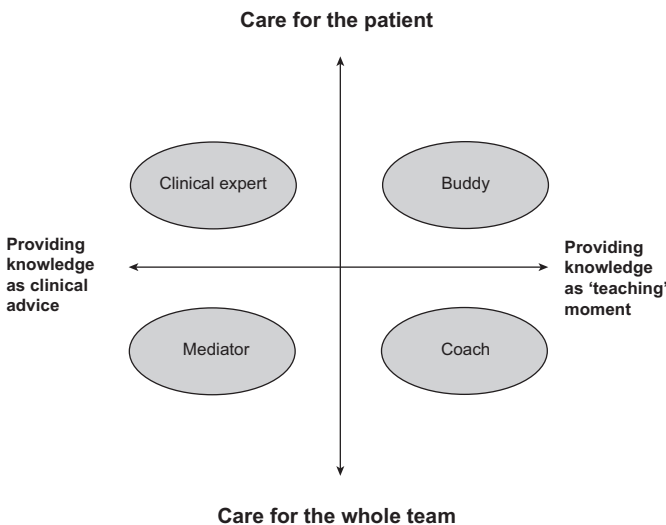 Care for the patient
Clinical expert
Buddy
Providing
knowledge
as clinical
advice
Providing
knowledge
as ‘teaching’
moment
Mediator
Coach
Care for the whole team